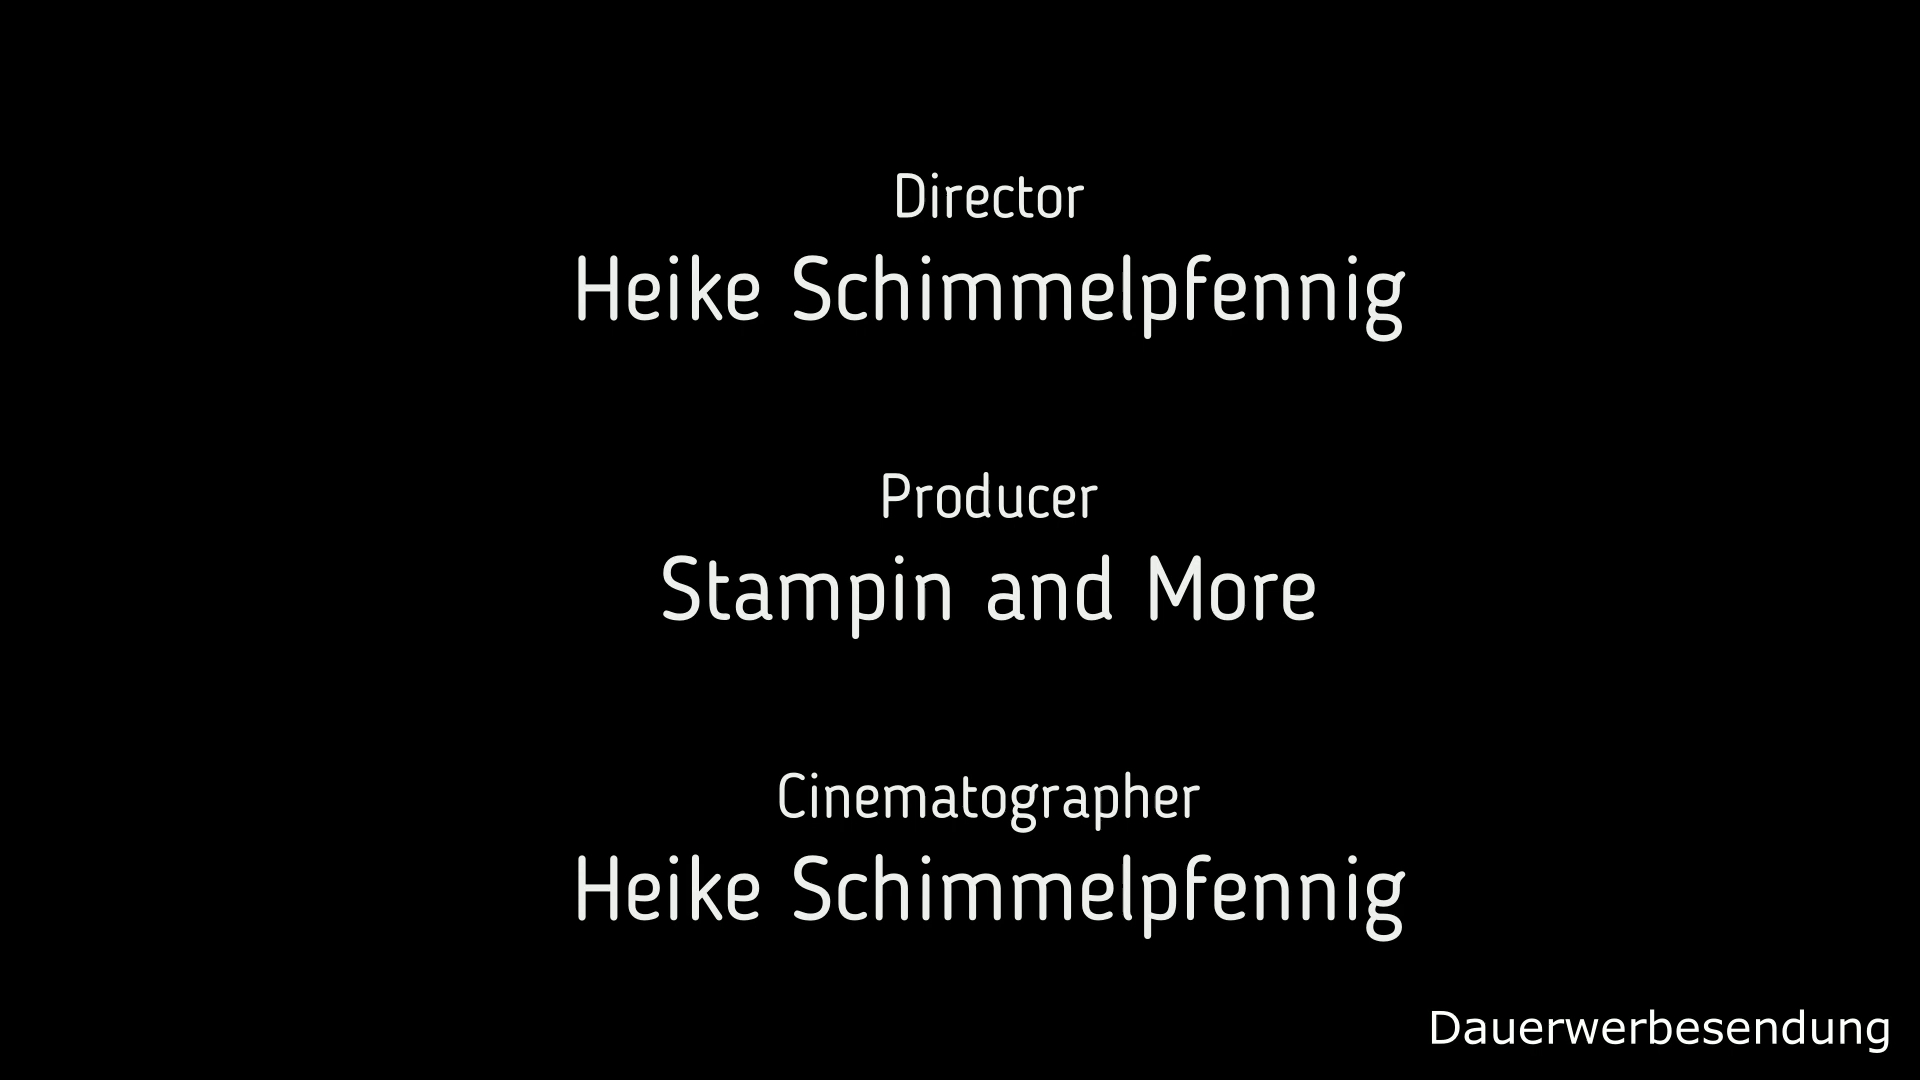 Director
Heike Schimmelpfennig
Producer
Stampin and More
Cinematographer
Heike Schimmelpfennig
Dauerwerbesendung